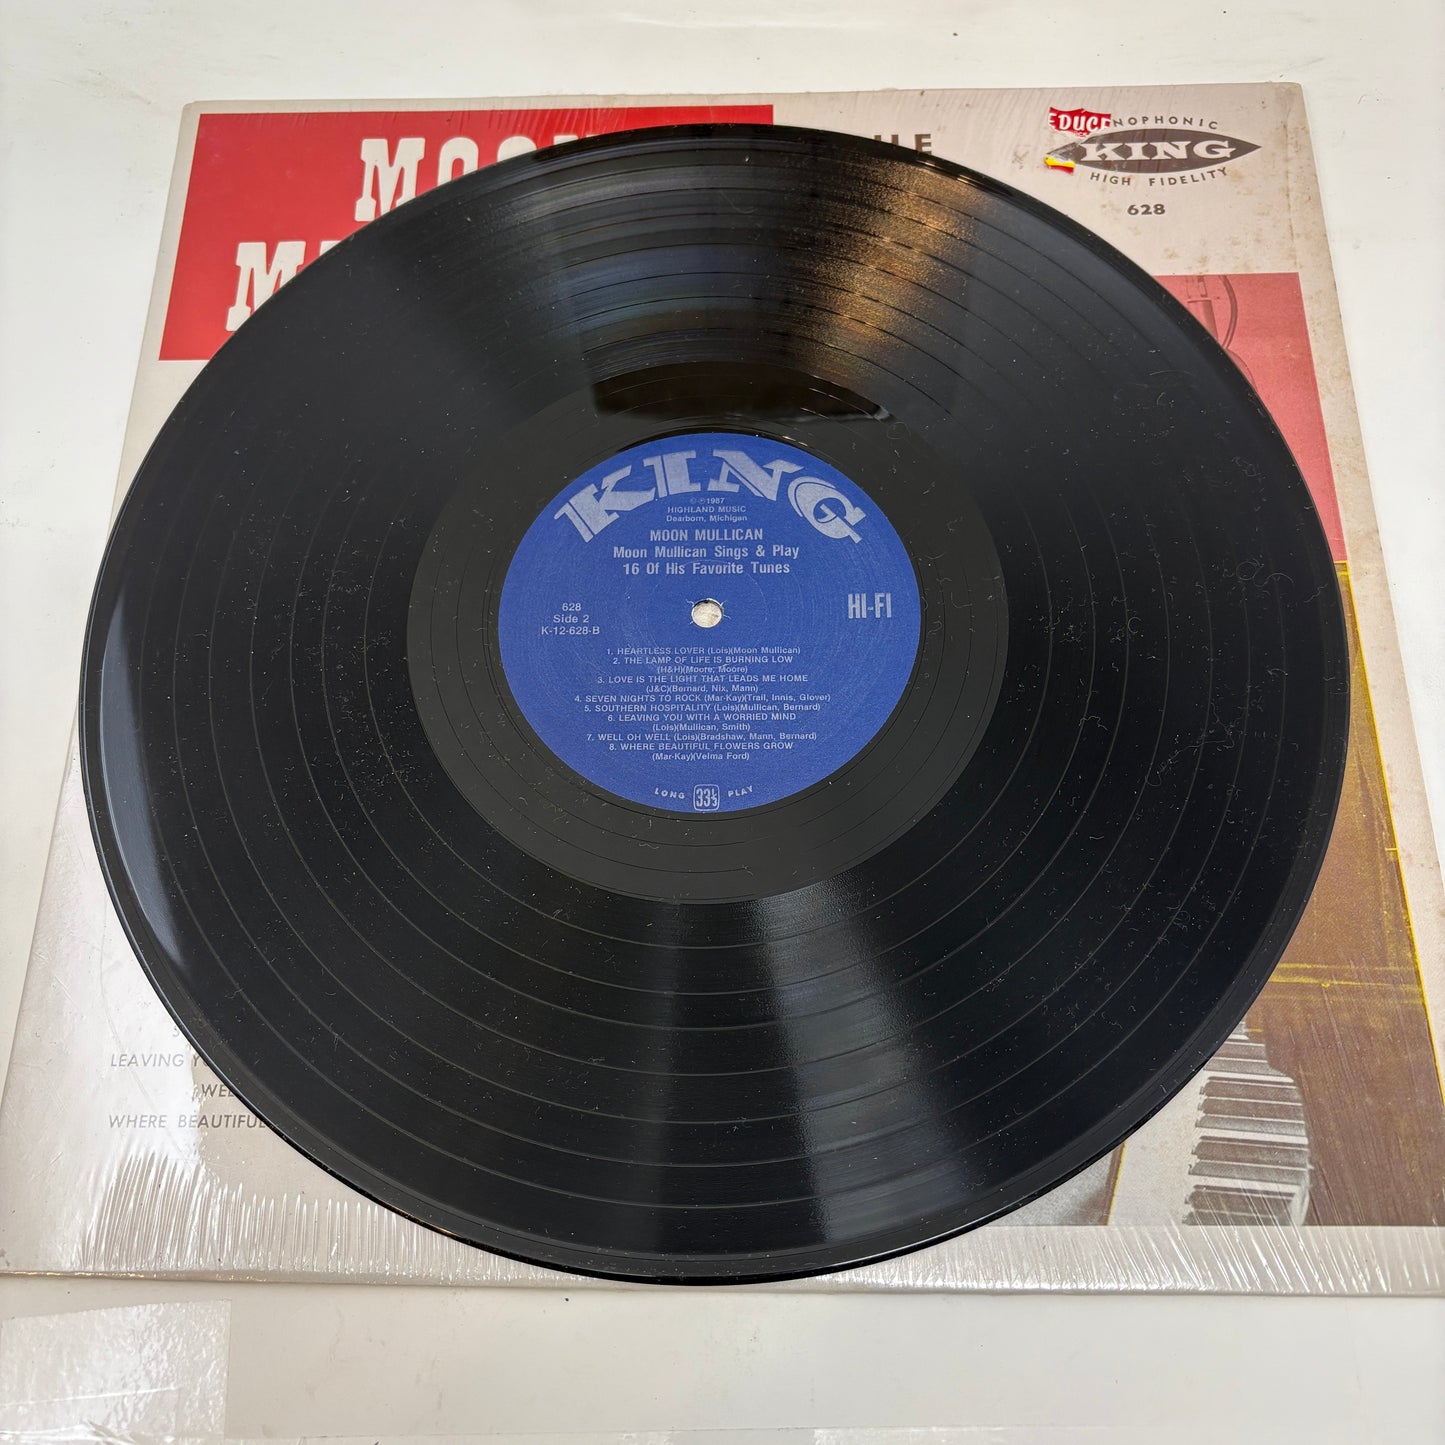 EDUCE
NOPHONIC
KING
HIGH FIDELITY
628
KING
©℗1987
HIGHLAND MUSIC
Dearborn, Michigan
MOON MULLICAN
Moon Mullican Sings & Play
16 Of His Favorite Tunes
628
Side 2
K-12-628-B
HI-FI
1. HEARTLESS LOVER (Lois)(Moon Mullican)
2. THE LAMP OF LIFE IS BURNING LOW
(H&H)(Moore, Moore)
3. LOVE IS THE LIGHT THAT LEADS ME HOME
(J&C)(Bernard, Nix, Mann)
4. SEVEN NIGHTS TO ROCK (Mar-Kay)(Trail, Innis, Glover)
5. SOUTHERN HOSPITALITY (Lois)(Mullican, Bernard)
6. LEAVING YOU WITH A WORRIED MIND
(Lois)(Mullican, Smith)
7. WELL OH WELL (Lois)(Bradshaw, Mann, Bernard)
8. WHERE BEAUTIFUL FLOWERS GROW
(Mar-Kay)(Velma Ford)
LONG 33⅓ PLAY
LEAVING
WHERE BEAUTIFUL